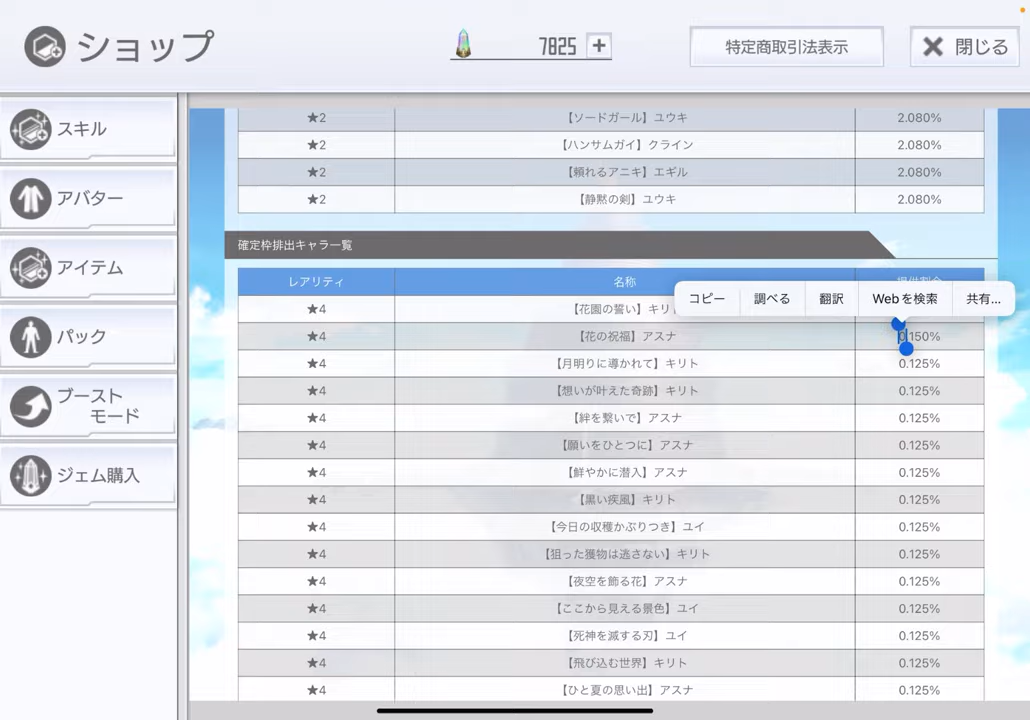 ショップ
7825
特定商取引法表示
閉じる
スキル
アバター
アイテム
パック
ブースト
モード
ジェム購入
★2 【ソードガール】ユウキ 2.080%
★2 【ハンサムガイ】クライン 2.080%
★2 【頼れるアニキ】エギル 2.080%
★2 【静黙の剣】ユウキ 2.080%
確定枠排出キャラ一覧
レアリティ 名称
コピー 調べる 翻訳 Webを検索 共有...
★4 【花園の誓い】キリ
★4 【花の祝福】アスナ 0.150%
★4 【月明りに導かれて】キリト 0.125%
★4 【想いが叶えた奇跡】キリト 0.125%
★4 【絆を繋いで】アスナ 0.125%
★4 【願いをひとつに】アスナ 0.125%
★4 【鮮やかに潜入】アスナ 0.125%
★4 【黒い疾風】キリト 0.125%
★4 【今日の収穫かぶりつき】ユイ 0.125%
★4 【狙った獲物は逃さない】キリト 0.125%
★4 【夜空を飾る花】アスナ 0.125%
★4 【ここから見える景色】ユイ 0.125%
★4 【死神を滅する刃】ユイ 0.125%
★4 【飛び込む世界】キリト 0.125%
★4 【ひと夏の思い出】アスナ 0.125%